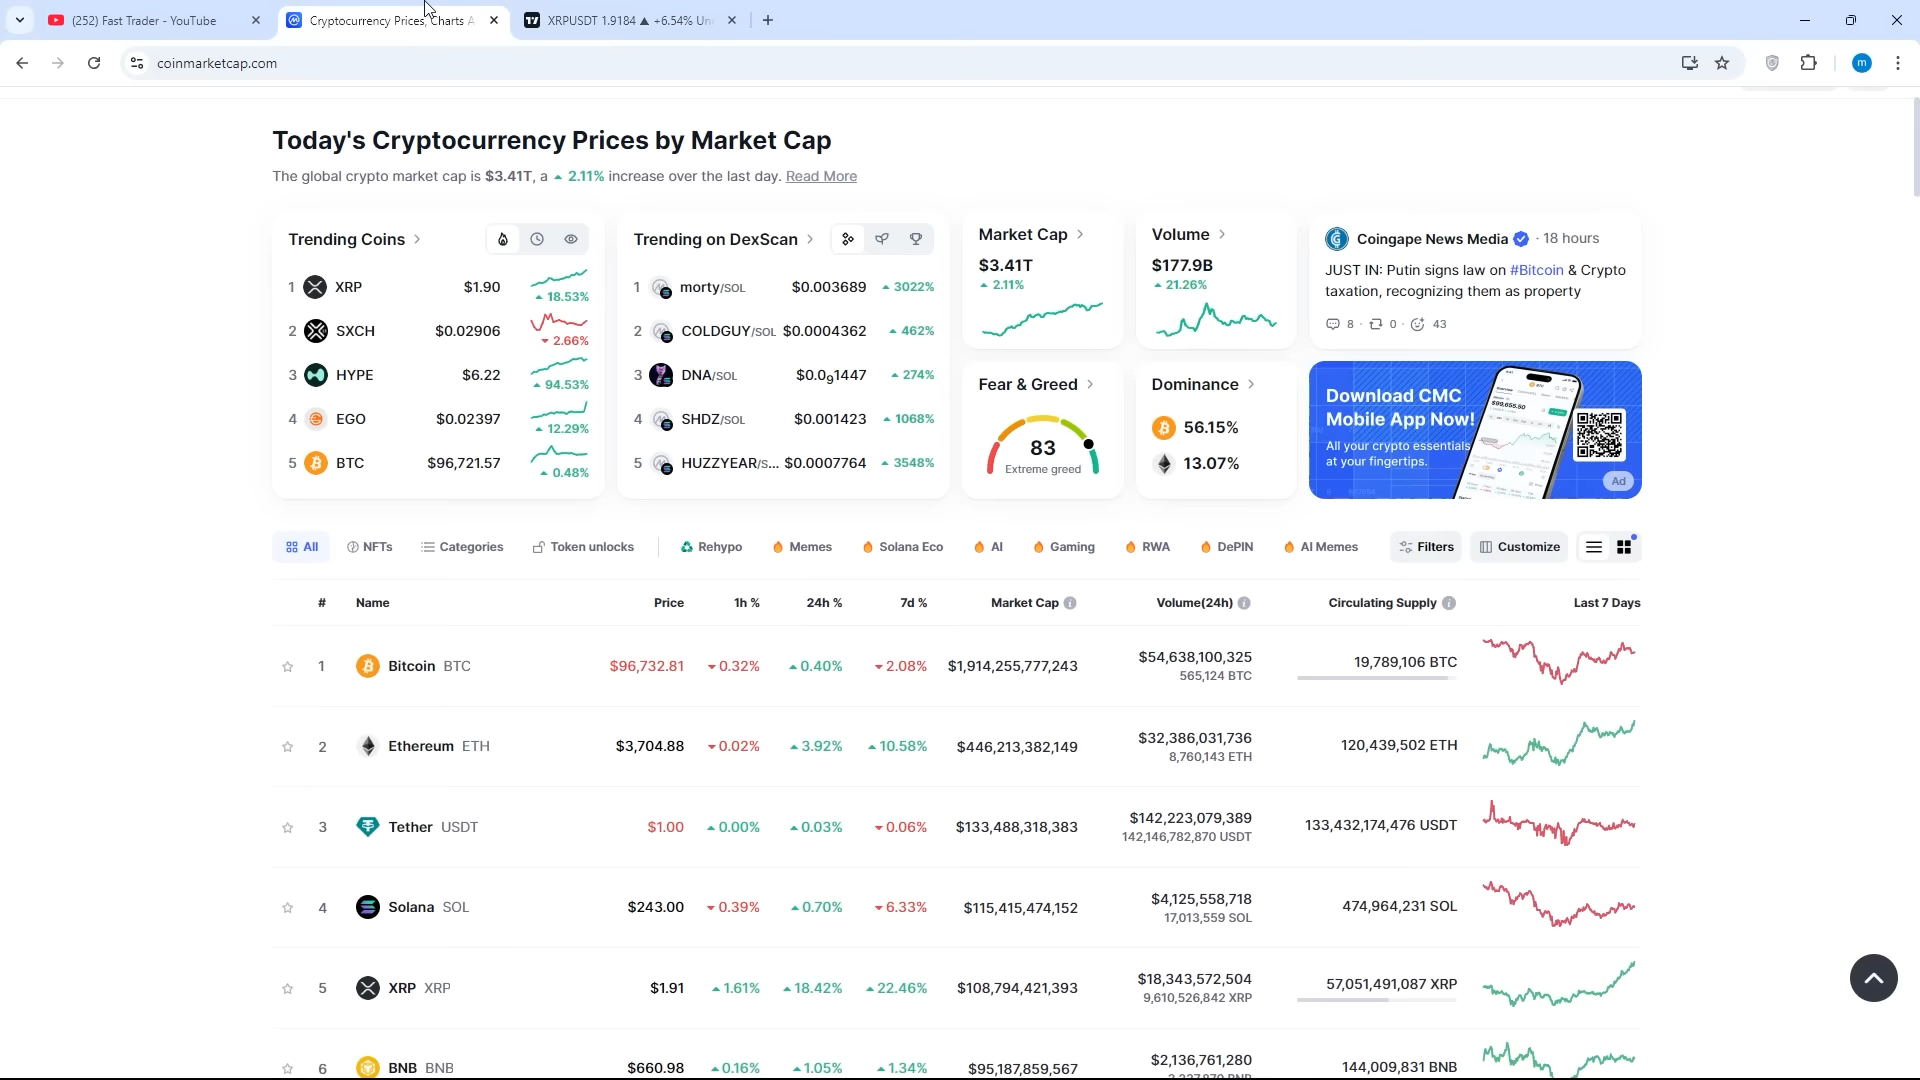 (252) Fast Trader - YouTube
Cryptocurrency Prices, Charts A
XRPUSDT 1.9184 ▲ +6.54% Un
coinmarketcap.com
m
Today's Cryptocurrency Prices by Market Cap
The global crypto market cap is $3.41T, a ▲ 2.11% increase over the last day. Read More
Trending Coins
1 XRP $1.90 ▲ 18.53%
2 SXCH $0.02906 ▼ 2.66%
3 HYPE $6.22 ▲ 94.53%
4 EGO $0.02397 ▲ 12.29%
5 BTC $96,721.57 ▲ 0.48%
Trending on DexScan
1 morty/SOL $0.003689 ▲ 3022%
2 COLDGUY/SOL $0.0004362 ▲ 462%
3 DNA/SOL $0.0₉1447 ▲ 274%
4 SHDZ/SOL $0.001423 ▲ 1068%
5 HUZZYEAR/S... $0.0007764 ▲ 3548%
Market Cap
$3.41T
▲ 2.11%
Volume
$177.9B
▲ 21.26%
Fear & Greed
83
Extreme greed
Dominance
56.15%
13.07%
Coingape News Media · 18 hours
JUST IN: Putin signs law on #Bitcoin & Crypto
taxation, recognizing them as property
8 · 0 · 43
Download CMC
Mobile App Now!
All your crypto essentials
at your fingertips.
Ad
All NFTs Categories Token unlocks Rehypo Memes Solana Eco AI Gaming RWA DePIN AI Memes Filters Customize
# Name Price 1h % 24h % 7d % Market Cap Volume(24h) Circulating Supply Last 7 Days
1 Bitcoin BTC $96,732.81 ▼ 0.32% ▲ 0.40% ▼ 2.08% $1,914,255,777,243 $54,638,100,325 19,789,106 BTC
565,124 BTC
2 Ethereum ETH $3,704.88 ▼ 0.02% ▲ 3.92% ▲ 10.58% $446,213,382,149 $32,386,031,736 120,439,502 ETH
8,760,143 ETH
3 Tether USDT $1.00 ▲ 0.00% ▲ 0.03% ▼ 0.06% $133,488,318,383 $142,223,079,389 133,432,174,476 USDT
142,146,782,870 USDT
4 Solana SOL $243.00 ▼ 0.39% ▲ 0.70% ▼ 6.33% $115,415,474,152 $4,125,558,718 474,964,231 SOL
17,013,559 SOL
5 XRP XRP $1.91 ▲ 1.61% ▲ 18.42% ▲ 22.46% $108,794,421,393 $18,343,572,504 57,051,491,087 XRP
9,610,526,842 XRP
6 BNB BNB $660.98 ▲ 0.16% ▲ 1.05% ▲ 1.34% $95,187,859,567 $2,136,761,280 144,009,831 BNB